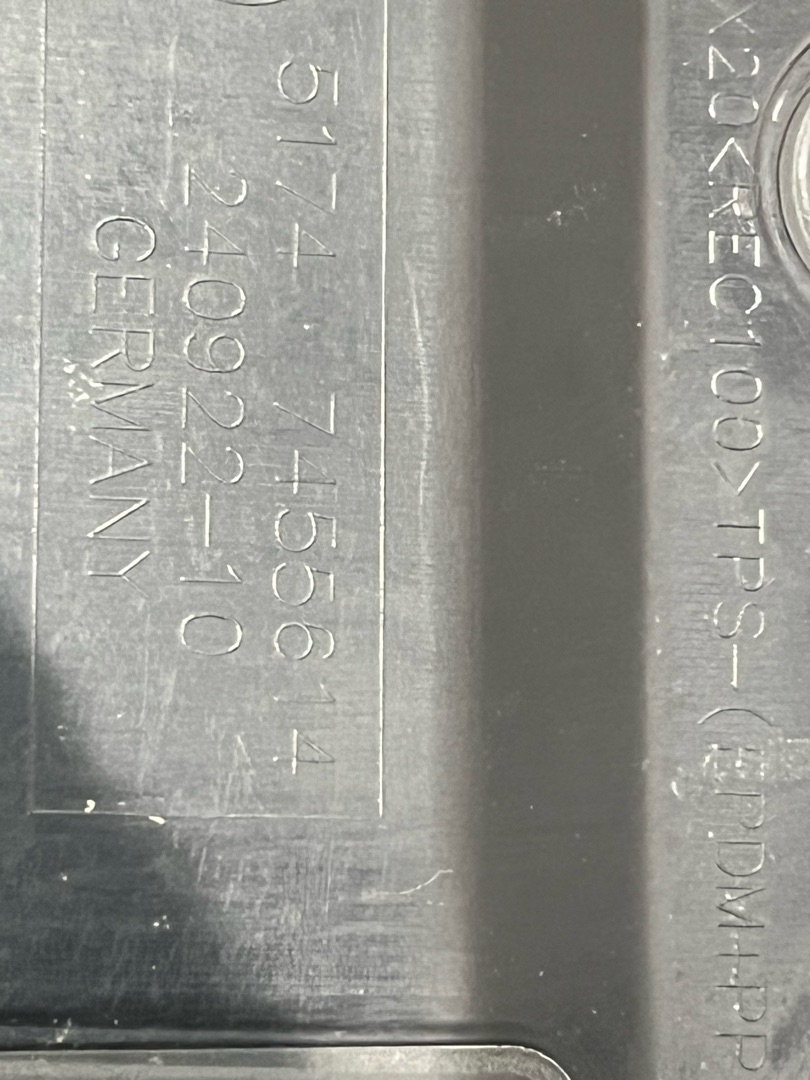 X20<REC100>TPS-(EPDM+PP
5174 7455614
240922-10
GERMANY